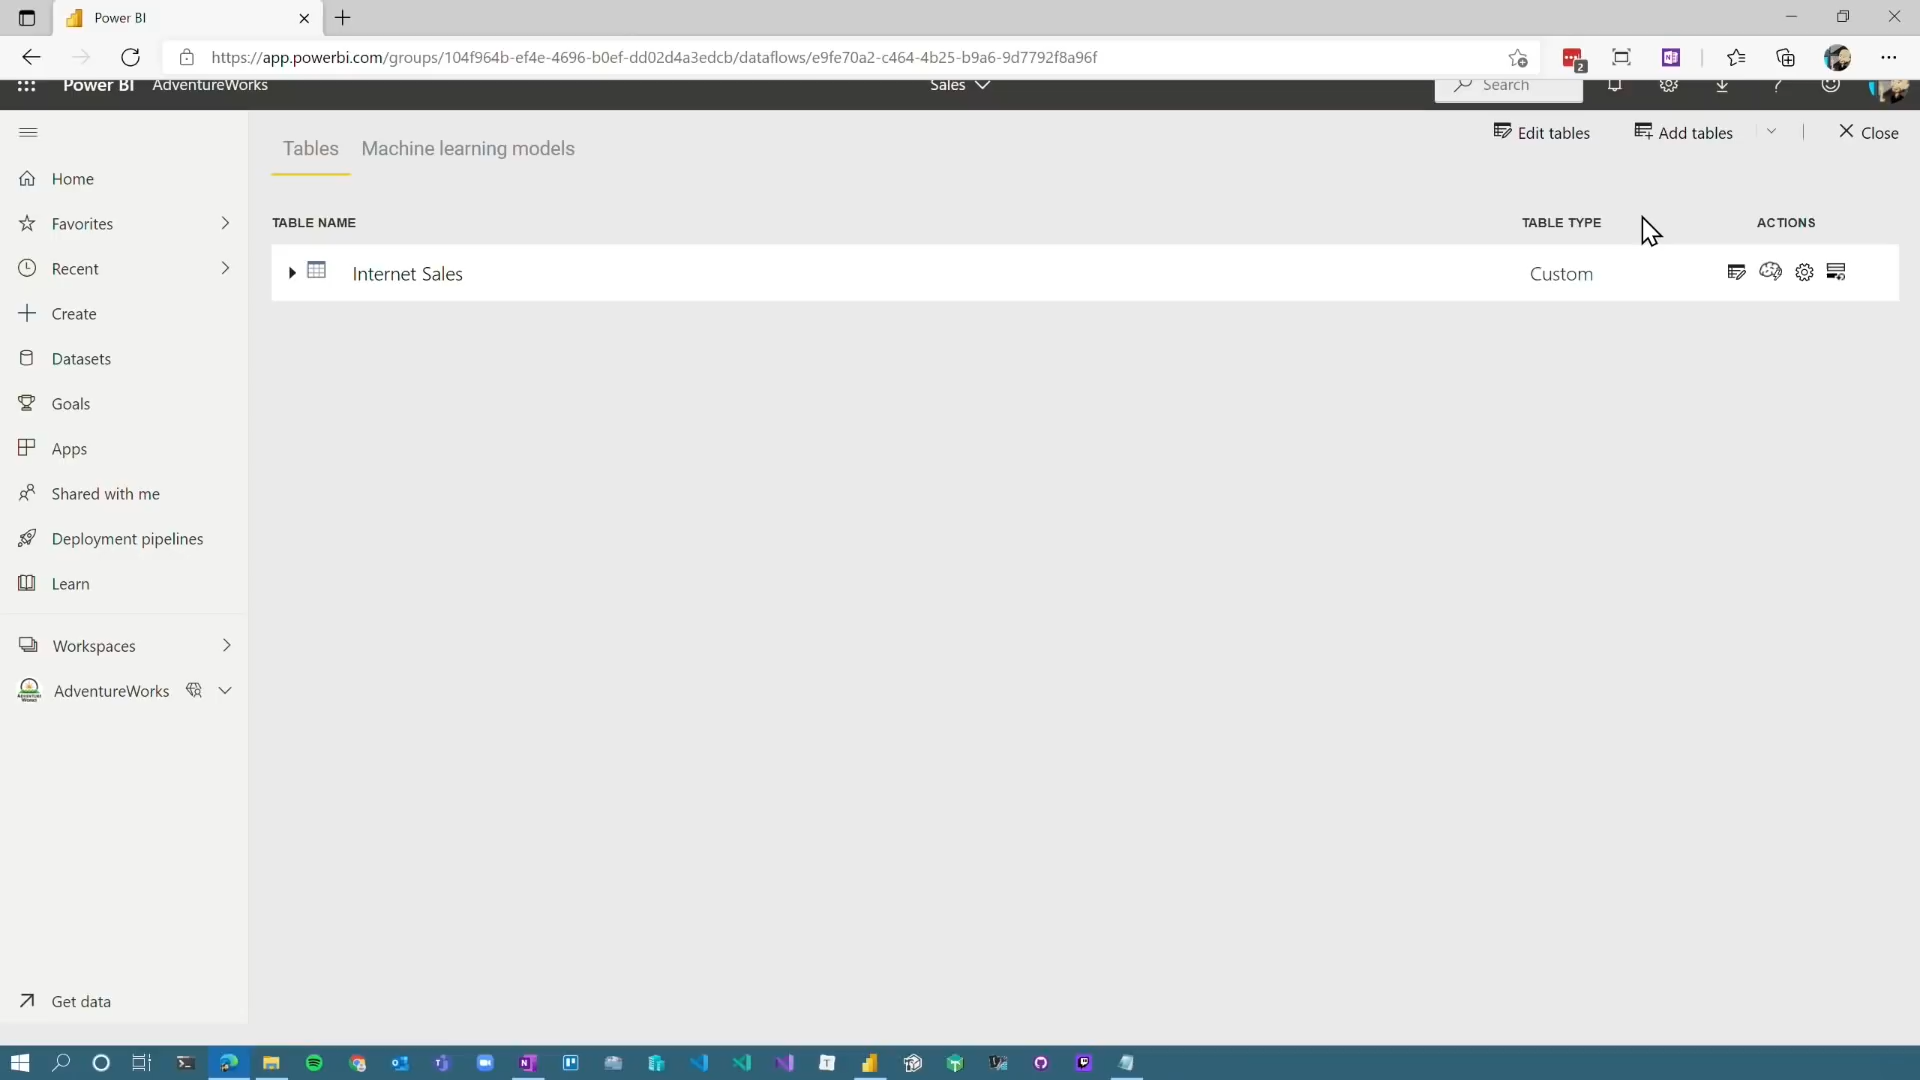 Power BI
https://app.powerbi.com/groups/104f964b-ef4e-4696-b0ef-dd02d4a3edcb/dataflows/e9fe70a2-c464-4b25-b9a6-9d7792f8a96f
2
Power BI AdventureWorks
Sales
Search
Edit tables
Add tables
Close
Tables
Machine learning models
Home
Favorites
Recent
Create
Datasets
Goals
Apps
Shared with me
Deployment pipelines
Learn
Workspaces
AdventureWorks
Get data
TABLE NAME
TABLE TYPE
ACTIONS
Internet Sales
Custom